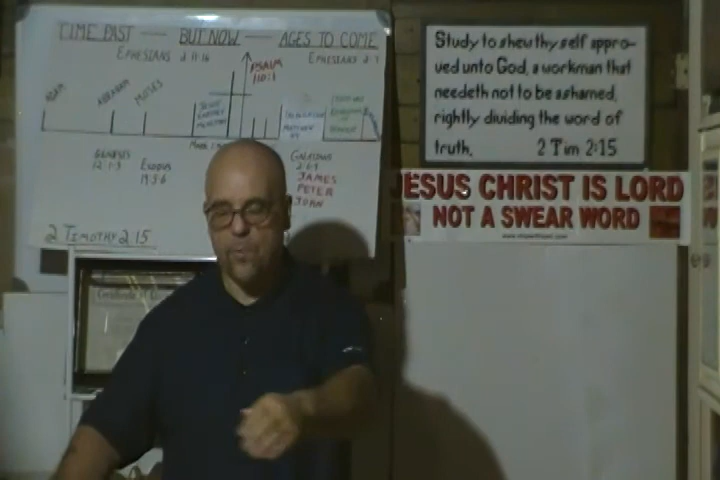 TIME PAST BUT NOW AGES TO COME
EPHESIANS 2:11-16
EPHESIANS 2:7
PSALM
110:1
ADAM
ABRAHAM
MOSES
GENESIS
12:1-3
EXODUS
19:5-6
GALATIANS
JAMES
PETER
JOHN
2 TIMOTHY 2:15
Study to shew thyself appro-
ved unto God, a workman that
needeth not to be ashamed,
rightly dividing the word of
truth. 2 Tim 2:15
JESUS CHRIST IS LORD
NOT A SWEAR WORD